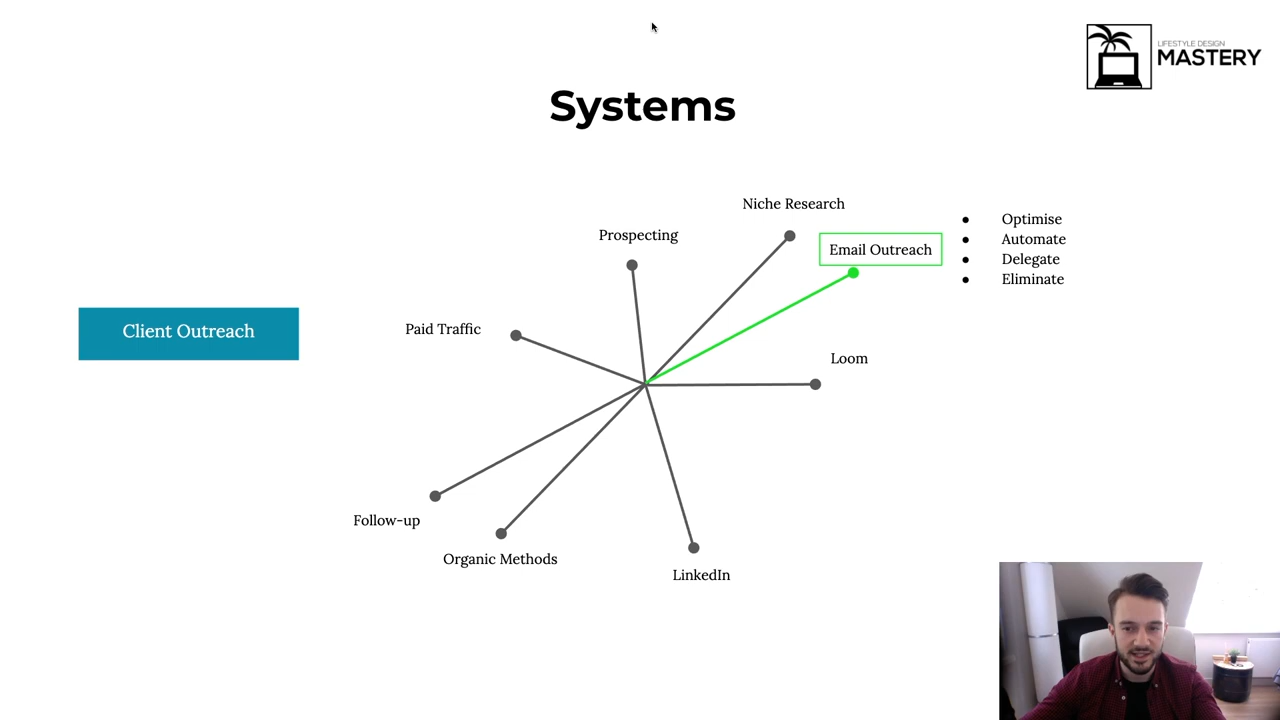 LIFESTYLE DESIGN
MASTERY
Systems
Niche Research
Prospecting
Email Outreach
● Optimise
● Automate
● Delegate
● Eliminate
Client Outreach
Paid Traffic
Loom
Follow-up
Organic Methods
LinkedIn